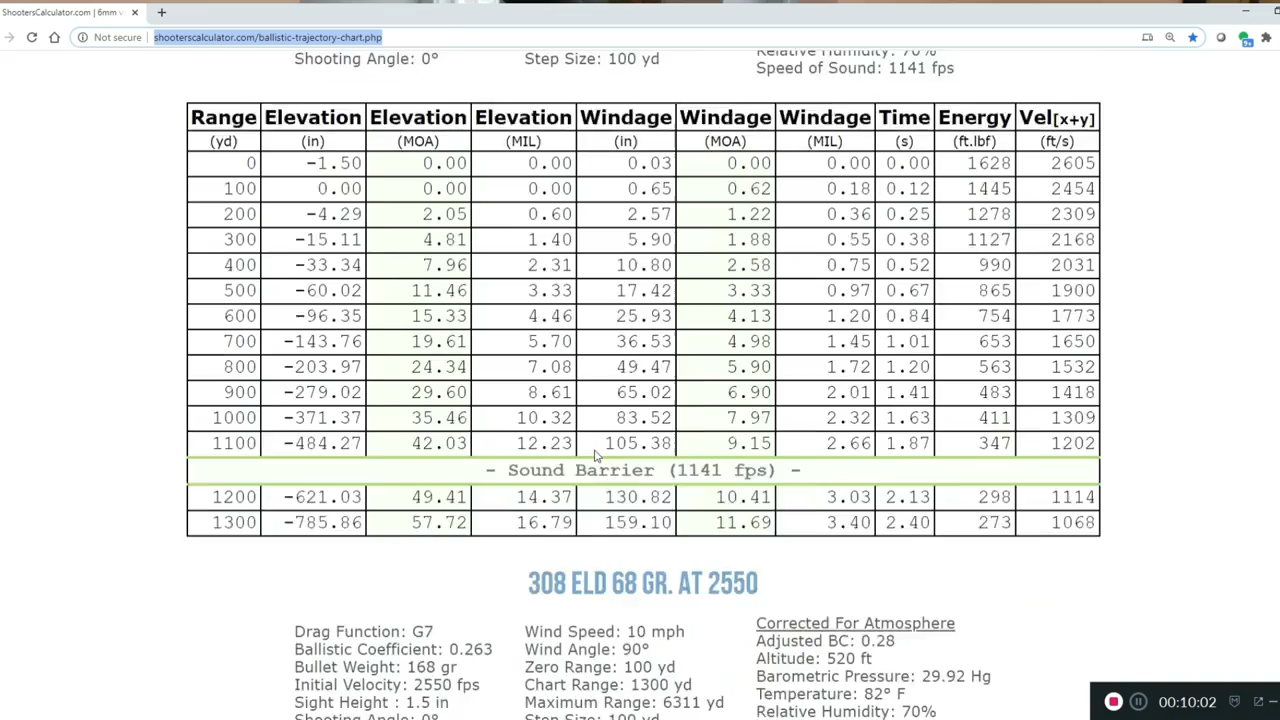 ShootersCalculator.com | 6mm v
Not secure shooterscalculator.com/ballistic-trajectory-chart.php
Shooting Angle: 0° Step Size: 100 yd Relative Humidity: 70%
Speed of Sound: 1141 fps
Range Elevation Elevation Elevation Windage Windage Windage Time Energy Vel[x+y]
(yd) (in) (MOA) (MIL) (in) (MOA) (MIL) (s) (ft.lbf) (ft/s)
0 -1.50 0.00 0.00 0.03 0.00 0.00 0.00 1628 2605
100 0.00 0.00 0.00 0.65 0.62 0.18 0.12 1445 2454
200 -4.29 2.05 0.60 2.57 1.22 0.36 0.25 1278 2309
300 -15.11 4.81 1.40 5.90 1.88 0.55 0.38 1127 2168
400 -33.34 7.96 2.31 10.80 2.58 0.75 0.52 990 2031
500 -60.02 11.46 3.33 17.42 3.33 0.97 0.67 865 1900
600 -96.35 15.33 4.46 25.93 4.13 1.20 0.84 754 1773
700 -143.76 19.61 5.70 36.53 4.98 1.45 1.01 653 1650
800 -203.97 24.34 7.08 49.47 5.90 1.72 1.20 563 1532
900 -279.02 29.60 8.61 65.02 6.90 2.01 1.41 483 1418
1000 -371.37 35.46 10.32 83.52 7.97 2.32 1.63 411 1309
1100 -484.27 42.03 12.23 105.38 9.15 2.66 1.87 347 1202
- Sound Barrier (1141 fps) -
1200 -621.03 49.41 14.37 130.82 10.41 3.03 2.13 298 1114
1300 -785.86 57.72 16.79 159.10 11.69 3.40 2.40 273 1068
308 ELD 68 GR. AT 2550
Drag Function: G7 Wind Speed: 10 mph Corrected For Atmosphere
Ballistic Coefficient: 0.263 Wind Angle: 90° Adjusted BC: 0.28
Bullet Weight: 168 gr Zero Range: 100 yd Altitude: 520 ft
Initial Velocity: 2550 fps Chart Range: 1300 yd Barometric Pressure: 29.92 Hg
Sight Height : 1.5 in Maximum Range: 6311 yd Temperature: 82° F
Shooting Angle: 0° Step Size: 100 yd Relative Humidity: 70%
00:10:02